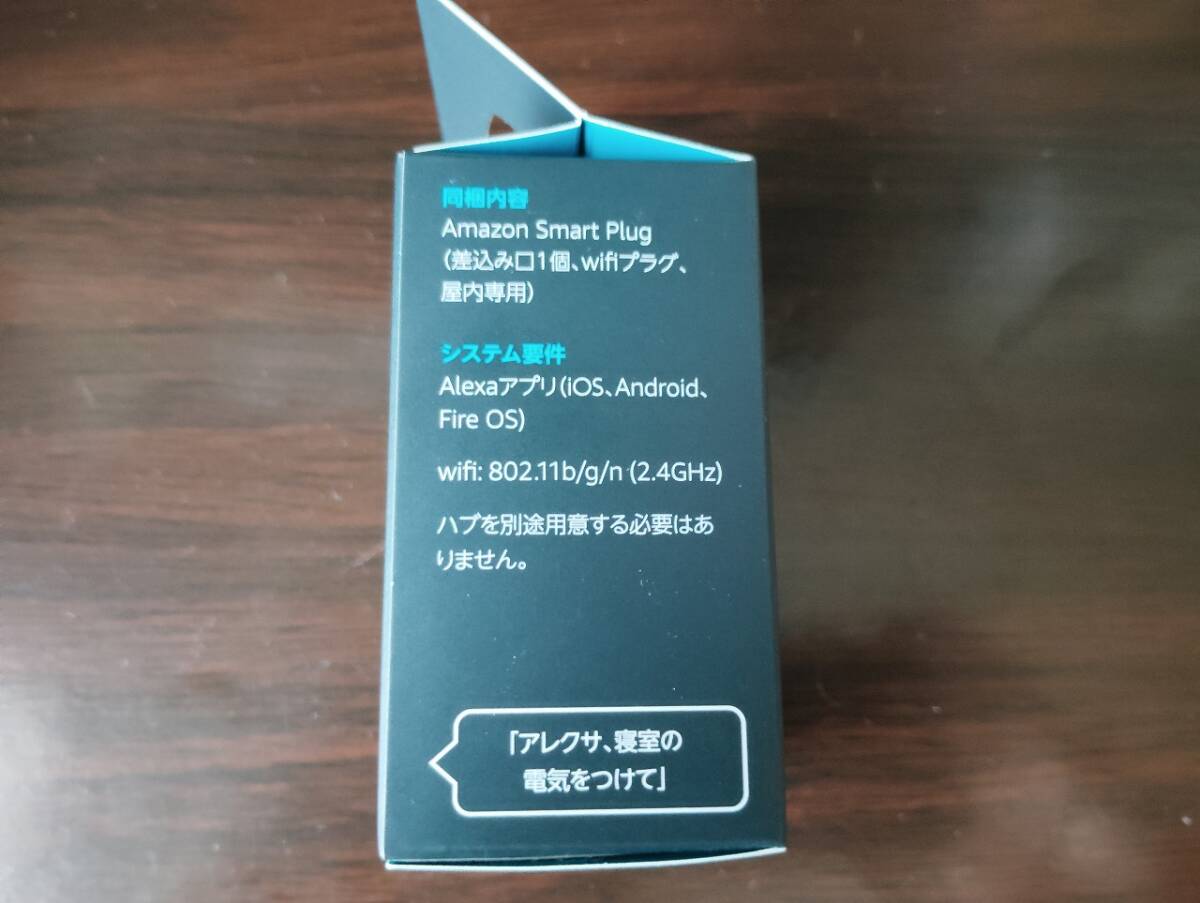 同梱内容
Amazon Smart Plug
(差込み口1個、wifiプラグ、
屋内専用)
システム要件
Alexaアプリ(iOS、Android、
Fire OS)
wifi: 802.11b/g/n (2.4GHz)
ハブを別途用意する必要はあ
りません。
「アレクサ、寝室の
電気をつけて」